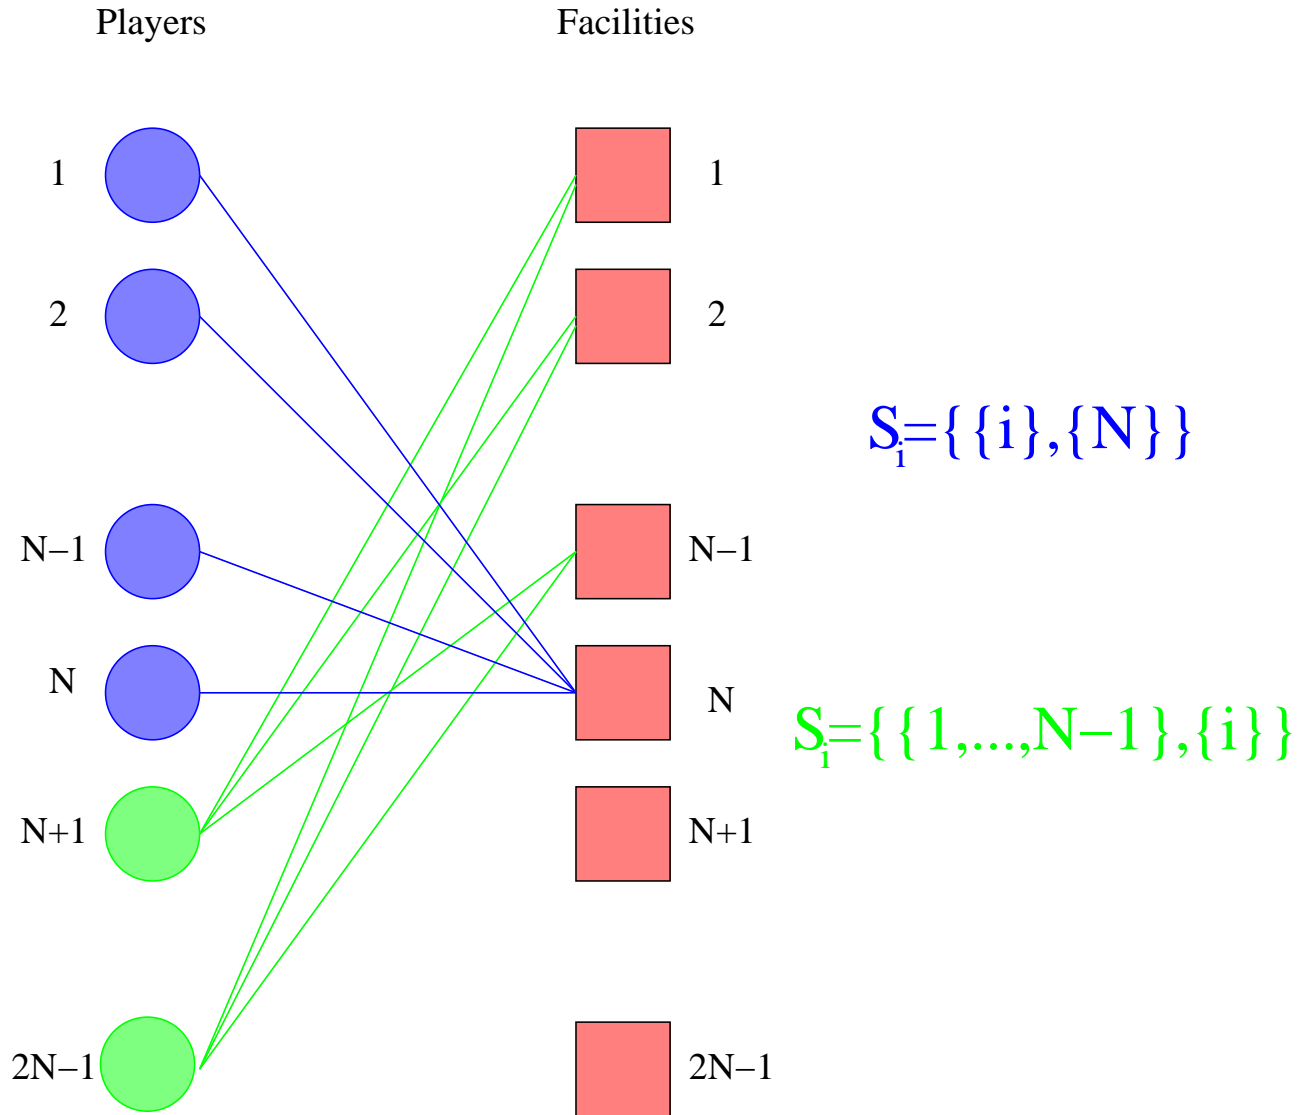 Players Facilities
1 1
2 2
S_i={{i},{N}}
N−1 N−1
N N
S_i={{1,...,N−1},{i}}
N+1 N+1
2N−1 2N−1